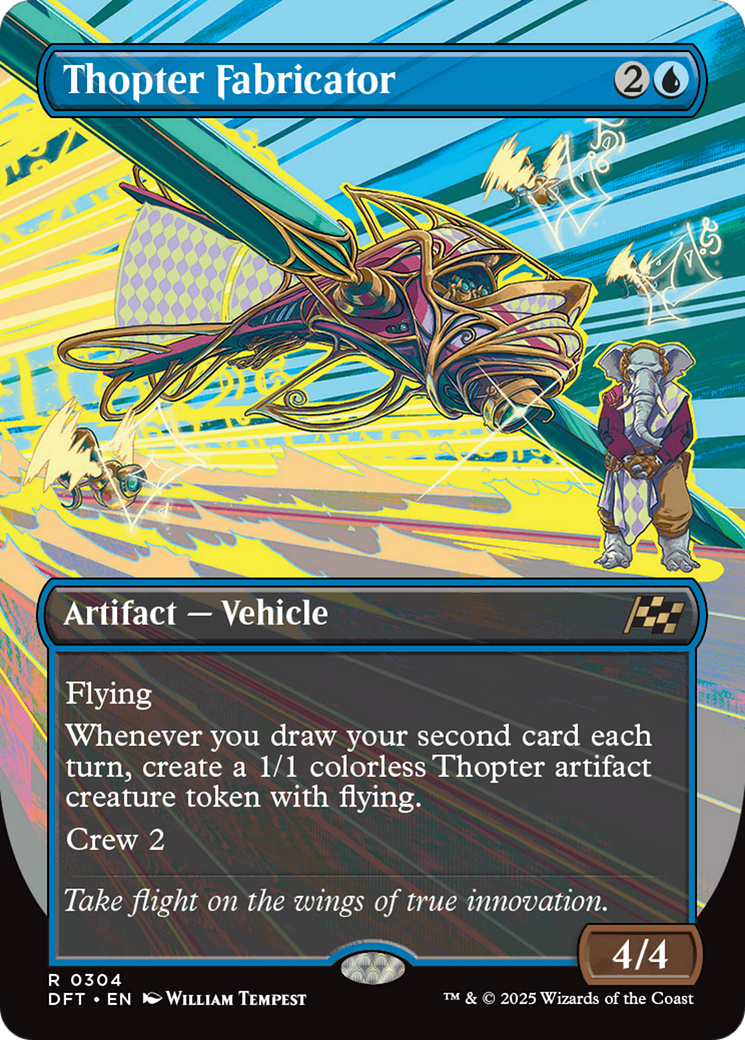 Thopter Fabricator 2
Artifact — Vehicle
Flying
Whenever you draw your second card each
turn, create a 1/1 colorless Thopter artifact
creature token with flying.
Crew 2
Take flight on the wings of true innovation.
4/4
R 0304
DFT • EN WILLIAM TEMPEST ™ & © 2025 Wizards of the Coast